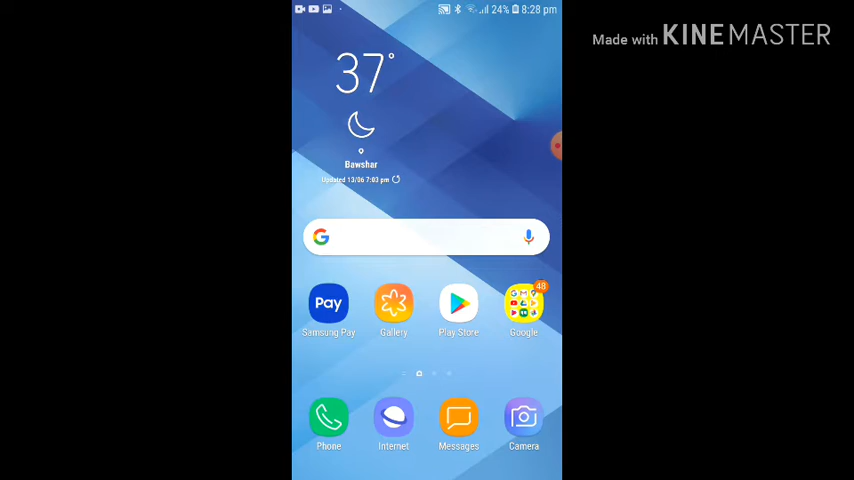 24% 8:28 pm
Made with KINEMASTER
37°
Bawshar
Updated 13/06 7:03 pm
G
48
Pay
Samsung Pay
Gallery
Play Store
Google
Phone
Internet
Messages
Camera